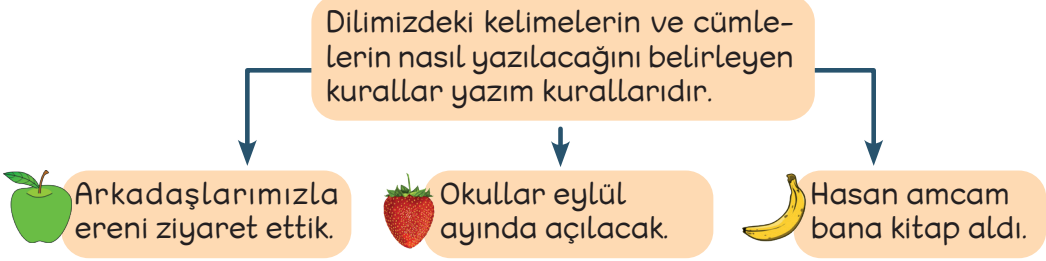 Dilimizdeki kelimelerin ve cümle-
lerin nasıl yazılacağını belirleyen
kurallar yazım kurallarıdır.
Arkadaşlarımızla
ereni ziyaret ettik.
Okullar eylül
ayında açılacak.
Hasan amcam
bana kitap aldı.